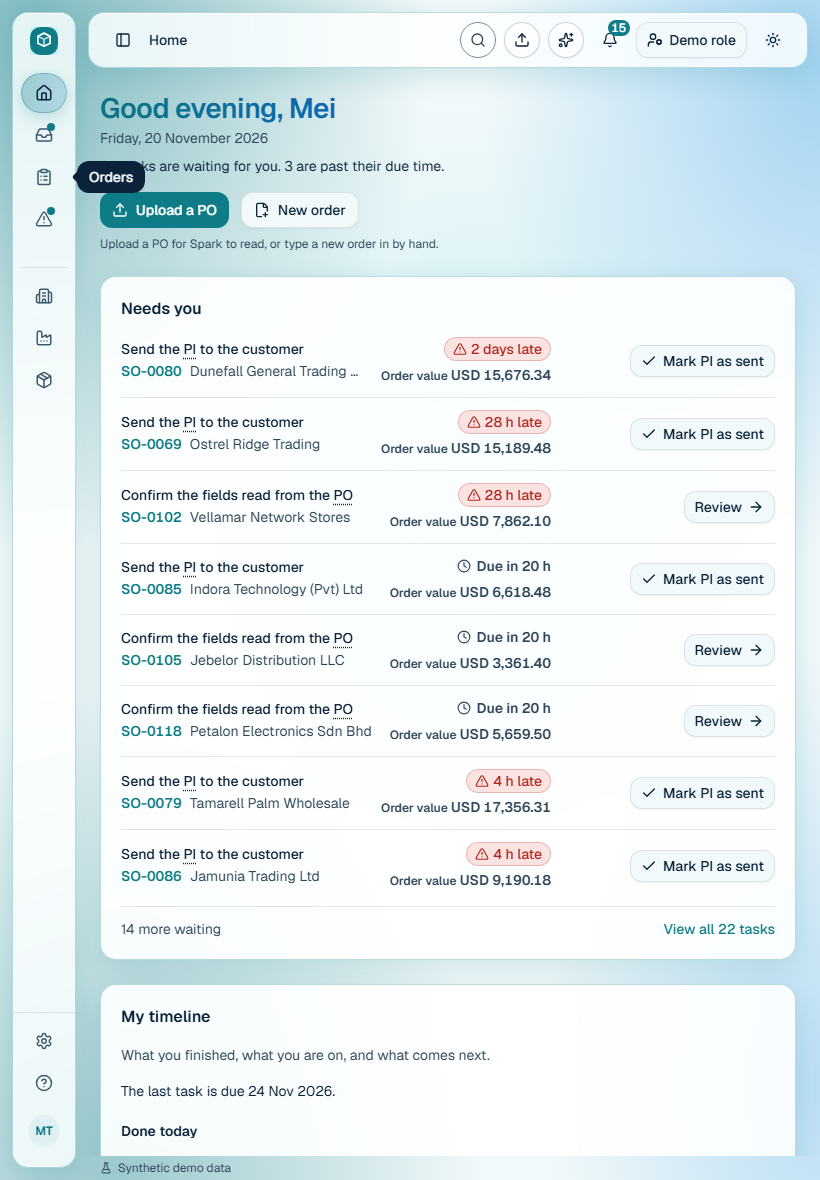 Home
15
Demo role
Good evening, Mei
Friday, 20 November 2026
are waiting for you. 3 are past their due time.
Orders
Upload a PO
New order
Upload a PO for Spark to read, or type a new order in by hand.
Needs you
Send the PI to the customer
2 days late
SO-0080 Dunefall General Trading ...
Order value USD 15,676.34
Mark PI as sent
Send the PI to the customer
28 h late
SO-0069 Ostrel Ridge Trading
Order value USD 15,189.48
Mark PI as sent
Confirm the fields read from the PO
28 h late
SO-0102 Vellamar Network Stores
Order value USD 7,862.10
Review
Send the PI to the customer
Due in 20 h
SO-0085 Indora Technology (Pvt) Ltd
Order value USD 6,618.48
Mark PI as sent
Confirm the fields read from the PO
Due in 20 h
SO-0105 Jebelor Distribution LLC
Order value USD 3,361.40
Review
Confirm the fields read from the PO
Due in 20 h
SO-0118 Petalon Electronics Sdn Bhd
Order value USD 5,659.50
Review
Send the PI to the customer
4 h late
SO-0079 Tamarell Palm Wholesale
Order value USD 17,356.31
Mark PI as sent
Send the PI to the customer
4 h late
SO-0086 Jamunia Trading Ltd
Order value USD 9,190.18
Mark PI as sent
14 more waiting
View all 22 tasks
My timeline
What you finished, what you are on, and what comes next.
The last task is due 24 Nov 2026.
Done today
MT
Synthetic demo data